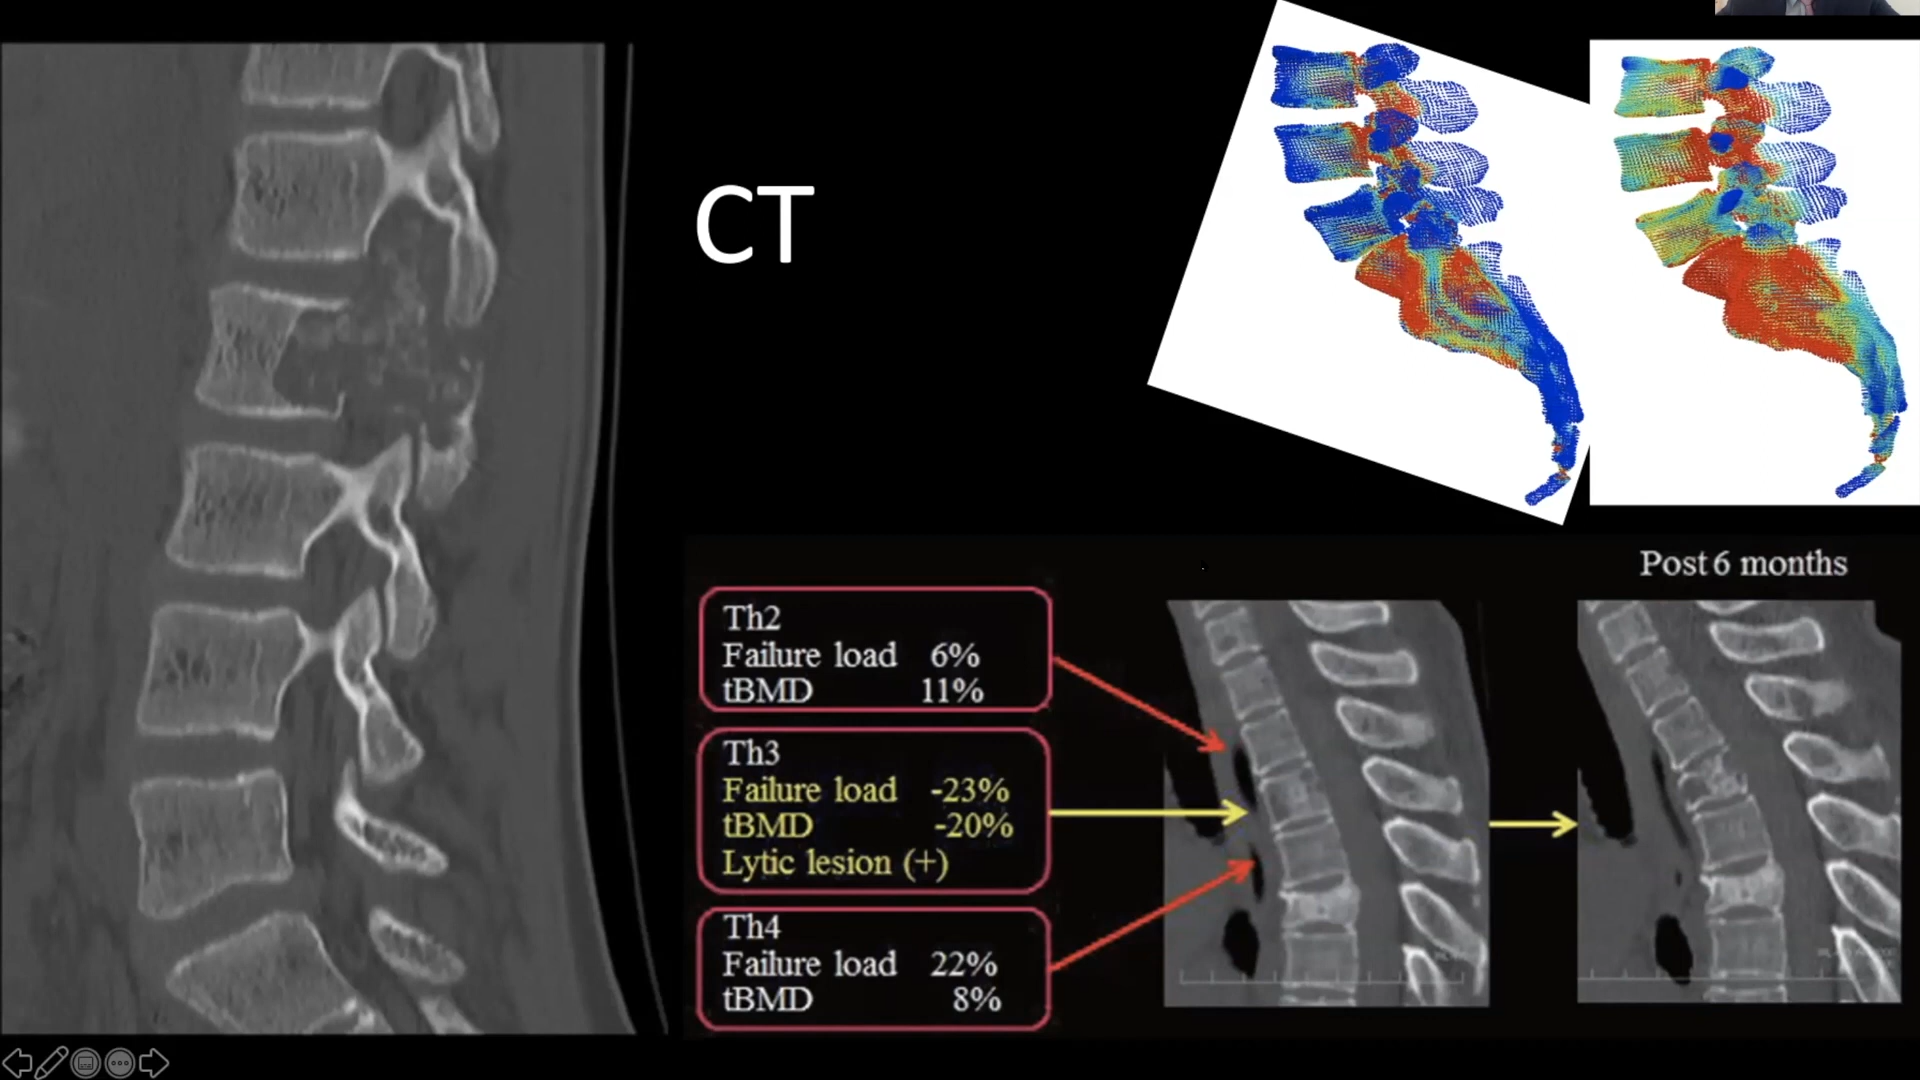 CT
Post 6 months
Th2
Failure load 6%
tBMD 11%
Th3
Failure load -23%
tBMD -20%
Lytic lesion (+)
Th4
Failure load 22%
tBMD 8%